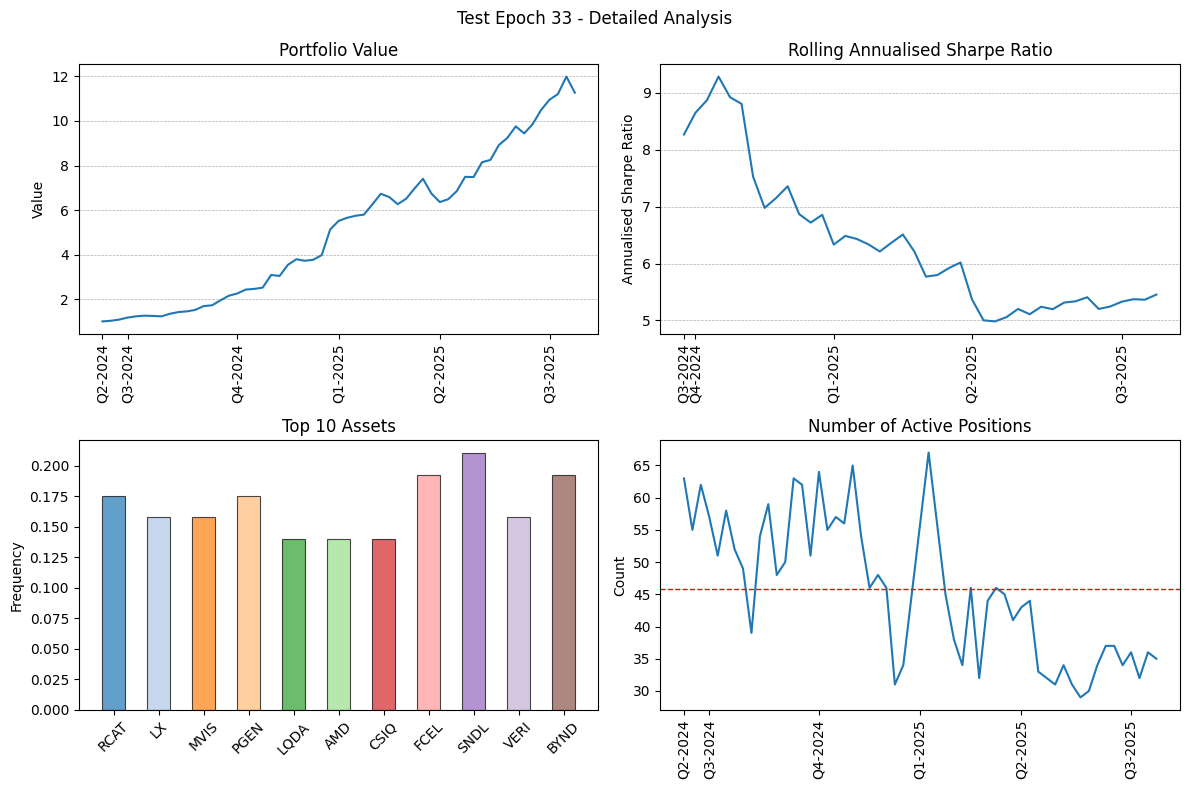 Test Epoch 33 - Detailed Analysis
Portfolio Value
Value
12
10
8
6
4
2
Q2-2024
Q3-2024
Q4-2024
Q1-2025
Q2-2025
Q3-2025
Rolling Annualised Sharpe Ratio
Annualised Sharpe Ratio
9
8
7
6
5
Q3-2024
Q4-2024
Q1-2025
Q2-2025
Q3-2025
Top 10 Assets
Frequency
0.200
0.175
0.150
0.125
0.100
0.075
0.050
0.025
0.000
RCAT
LX
MVIS
PGEN
LQDA
AMD
CSIQ
FCEL
SNDL
VERI
BYND
Number of Active Positions
Count
65
60
55
50
45
40
35
30
Q2-2024
Q3-2024
Q4-2024
Q1-2025
Q2-2025
Q3-2025